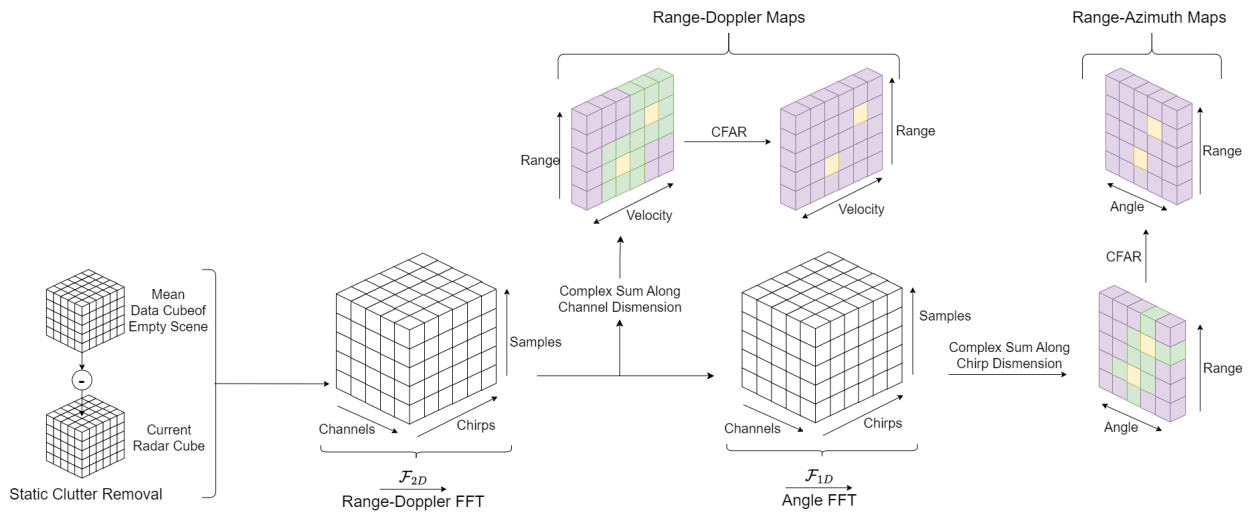 Range-Doppler Maps
Range-Azimuth Maps
Range
CFAR
Range
Velocity
Velocity
Range
Angle
CFAR
Mean
Data Cubeof
Empty Scene
-
Current
Radar Cube
Static Clutter Removal
Samples
Channels
Chirps
F2D
Range-Doppler FFT
Complex Sum Along
Channel Dismension
Samples
Channels
Chirps
F1D
Angle FFT
Complex Sum Along
Chirp Dismension
Range
Angle